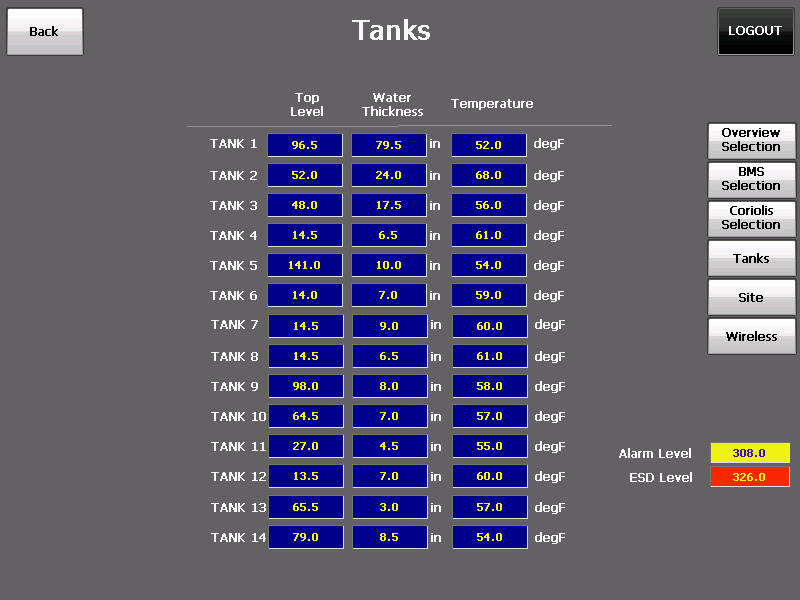 Back
Tanks
LOGOUT
Top Level
Water Thickness
Temperature
TANK 1 96.5 79.5 in 52.0 degF
TANK 2 52.0 24.0 in 68.0 degF
TANK 3 48.0 17.5 in 56.0 degF
TANK 4 14.5 6.5 in 61.0 degF
TANK 5 141.0 10.0 in 54.0 degF
TANK 6 14.0 7.0 in 59.0 degF
TANK 7 14.5 9.0 in 60.0 degF
TANK 8 14.5 6.5 in 61.0 degF
TANK 9 98.0 8.0 in 58.0 degF
TANK 10 64.5 7.0 in 57.0 degF
TANK 11 27.0 4.5 in 55.0 degF
TANK 12 13.5 7.0 in 60.0 degF
TANK 13 65.5 3.0 in 57.0 degF
TANK 14 79.0 8.5 in 54.0 degF
Overview
Selection
BMS
Selection
Coriolis
Selection
Tanks
Site
Wireless
Alarm Level 308.0
ESD Level 326.0